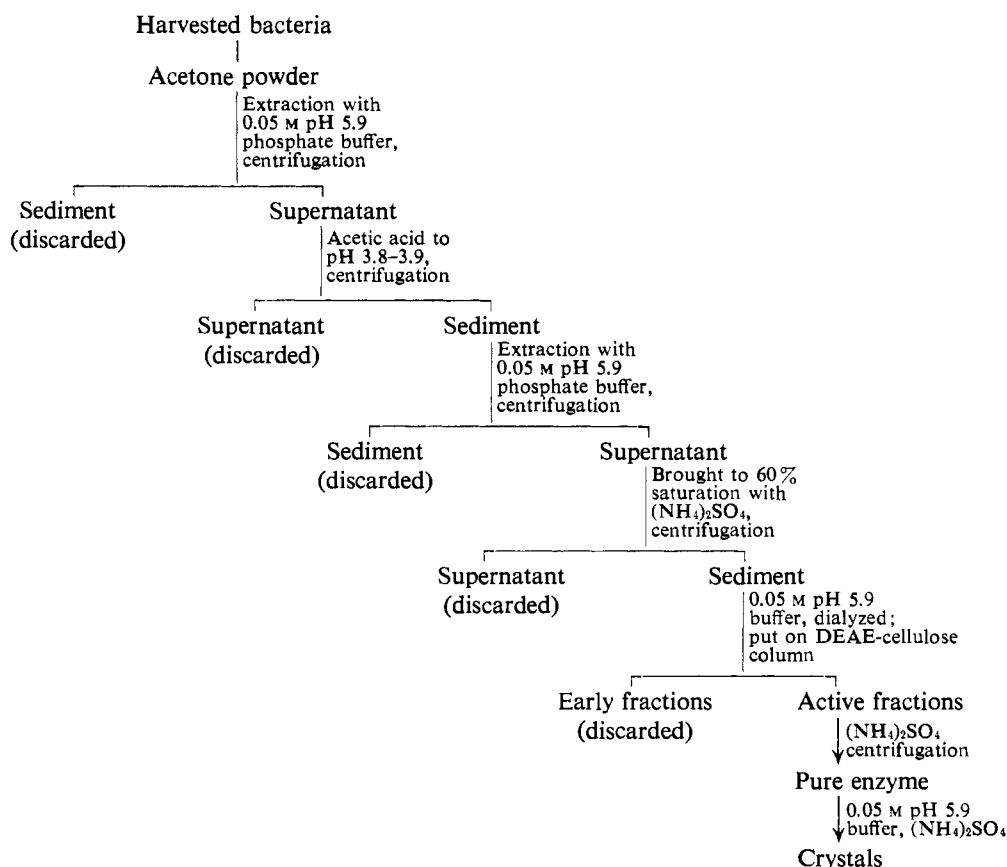 Harvested bacteria
Acetone powder
Extraction with
0.05 M pH 5.9
phosphate buffer,
centrifugation
Sediment
(discarded)
Supernatant
Acetic acid to
pH 3.8–3.9,
centrifugation
Supernatant
(discarded)
Sediment
Extraction with
0.05 M pH 5.9
phosphate buffer,
centrifugation
Sediment
(discarded)
Supernatant
Brought to 60%
saturation with
(NH₄)₂SO₄,
centrifugation
Supernatant
(discarded)
Sediment
0.05 M pH 5.9
buffer, dialyzed;
put on DEAE-cellulose
column
Early fractions
(discarded)
Active fractions
(NH₄)₂SO₄
centrifugation
Pure enzyme
0.05 M pH 5.9
buffer, (NH₄)₂SO₄
Crystals